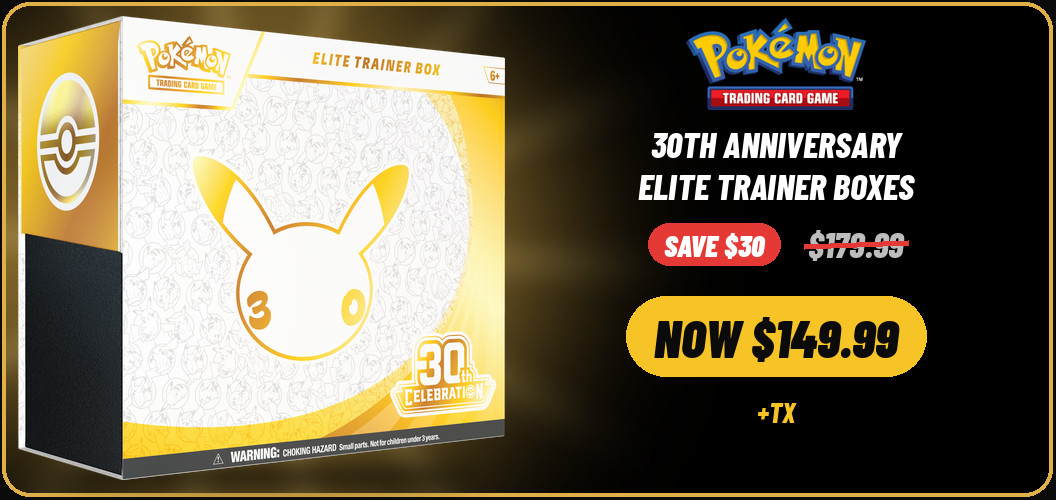 Pokémon
TRADING CARD GAME
ELITE TRAINER BOX
6+
3 0
30th
CELEBRATION
WARNING: CHOKING HAZARD Small parts. Not for children under 3 years.
Pokémon
TM
TRADING CARD GAME
30TH ANNIVERSARY
ELITE TRAINER BOXES
SAVE $30 $179.99
NOW $149.99
+TX